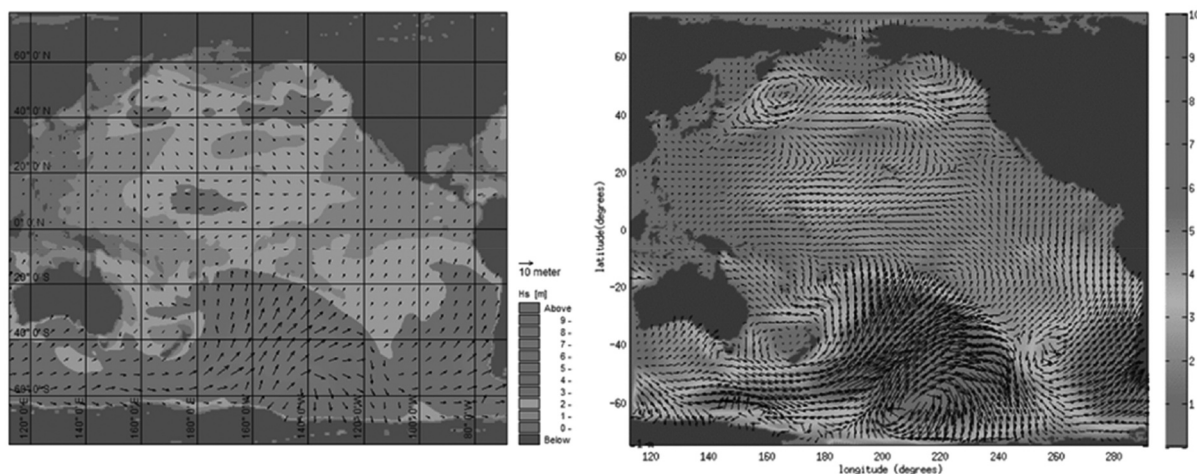 60° 0' N
40° 0' N
20° 0' N
0° 0' N
20° 0' S
40° 0' S
60° 0' S
120° 0' E
140° 0' E
160° 0' E
180° 0' E
160° 0' W
140° 0' W
120° 0' W
80° 0' W
10 meter
Hs [m]
Above
9 -
8 -
7 -
6 -
5 -
4 -
3 -
2 -
1 -
0 -
Below
latitude(degrees)
60
40
20
0
-20
-40
-60
120
140
160
180
200
220
240
260
280
longitude (degrees)
10
9
8
7
6
5
4
3
2
1